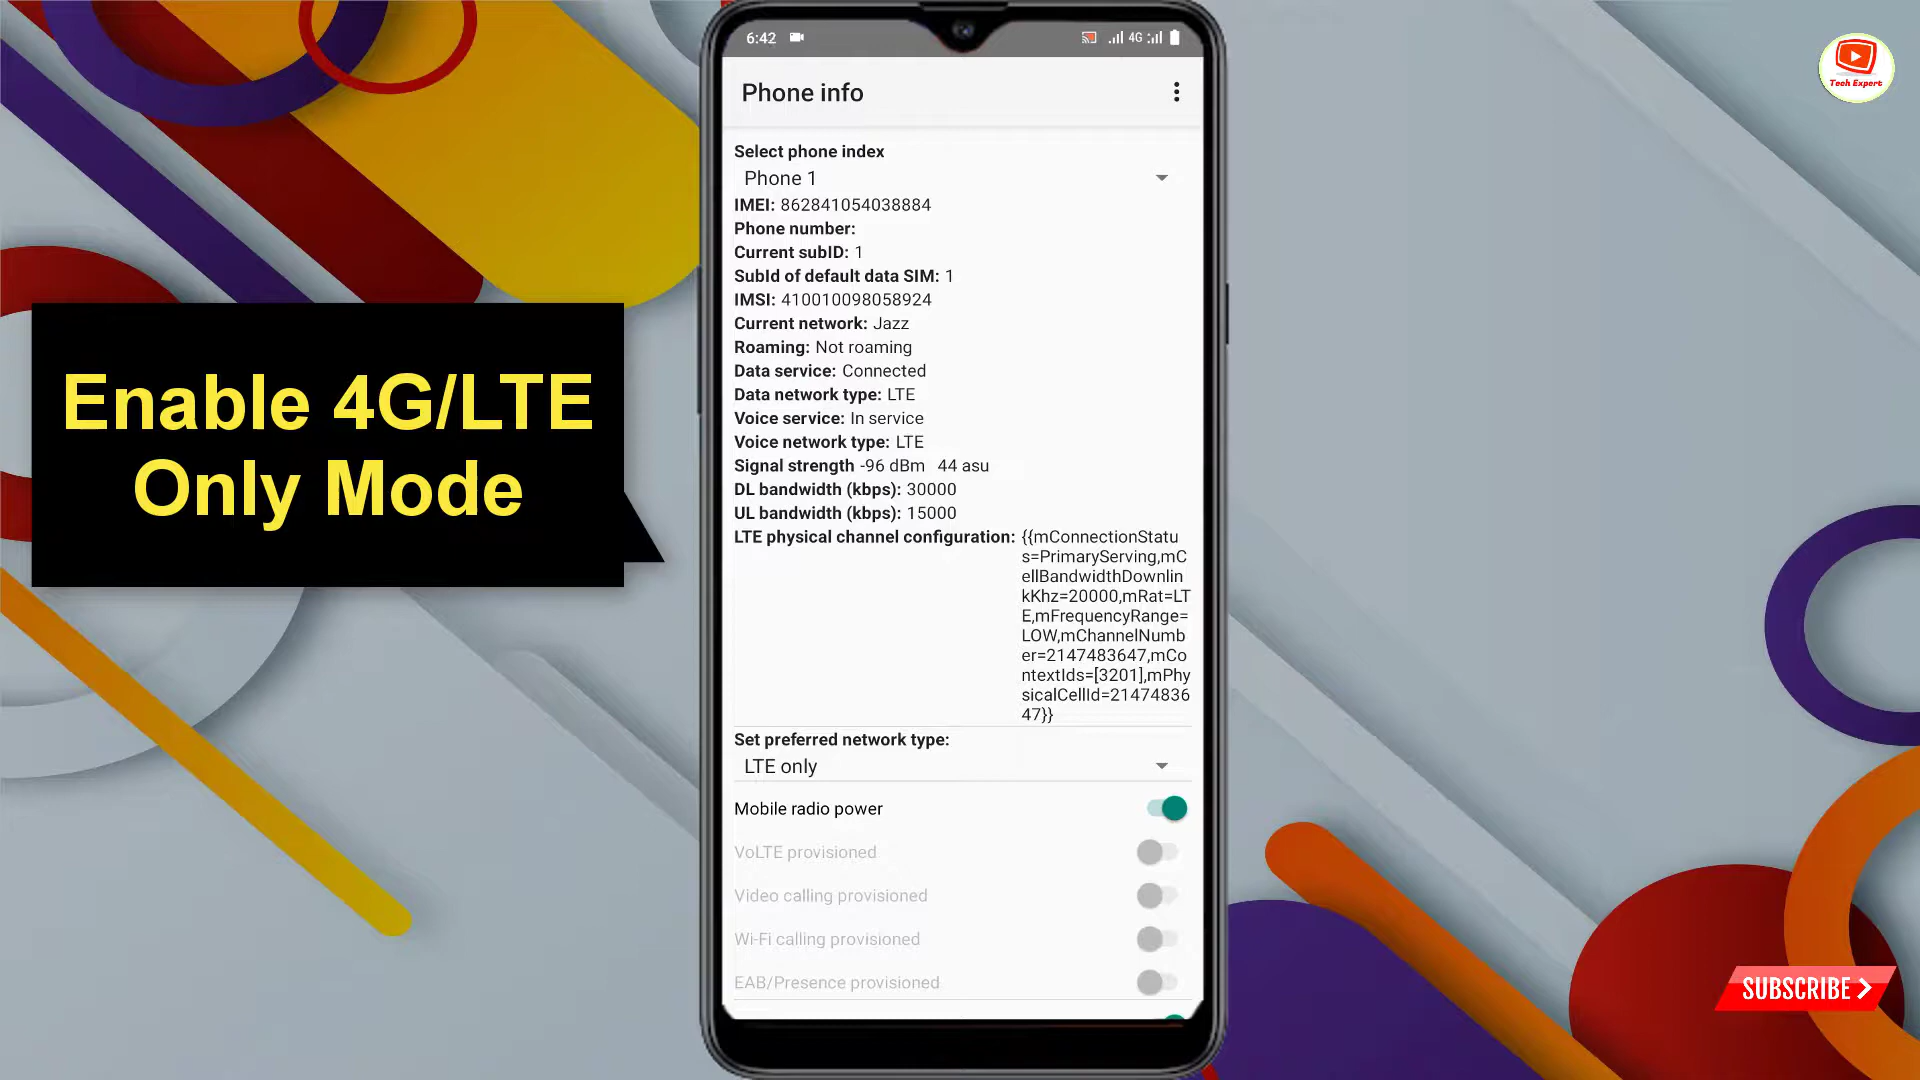 6:42
4G
Tech Expert
Phone info
Select phone index
Phone 1
IMEI: 862841054038884
Phone number:
Current subID: 1
SubId of default data SIM: 1
IMSI: 410010098058924
Current network: Jazz
Roaming: Not roaming
Data service: Connected
Data network type: LTE
Voice service: In service
Voice network type: LTE
Signal strength -96 dBm 44 asu
DL bandwidth (kbps): 30000
UL bandwidth (kbps): 15000
LTE physical channel configuration: {{mConnectionStatu
s=PrimaryServing,mC
ellBandwidthDownlin
kKhz=20000,mRat=LT
E,mFrequencyRange=
LOW,mChannelNumb
er=2147483647,mCo
ntextIds=[3201],mPhy
sicalCellId=21474836
47}}
Set preferred network type:
LTE only
Mobile radio power
VoLTE provisioned
Video calling provisioned
Wi-Fi calling provisioned
EAB/Presence provisioned
Enable 4G/LTE
Only Mode
SUBSCRIBE